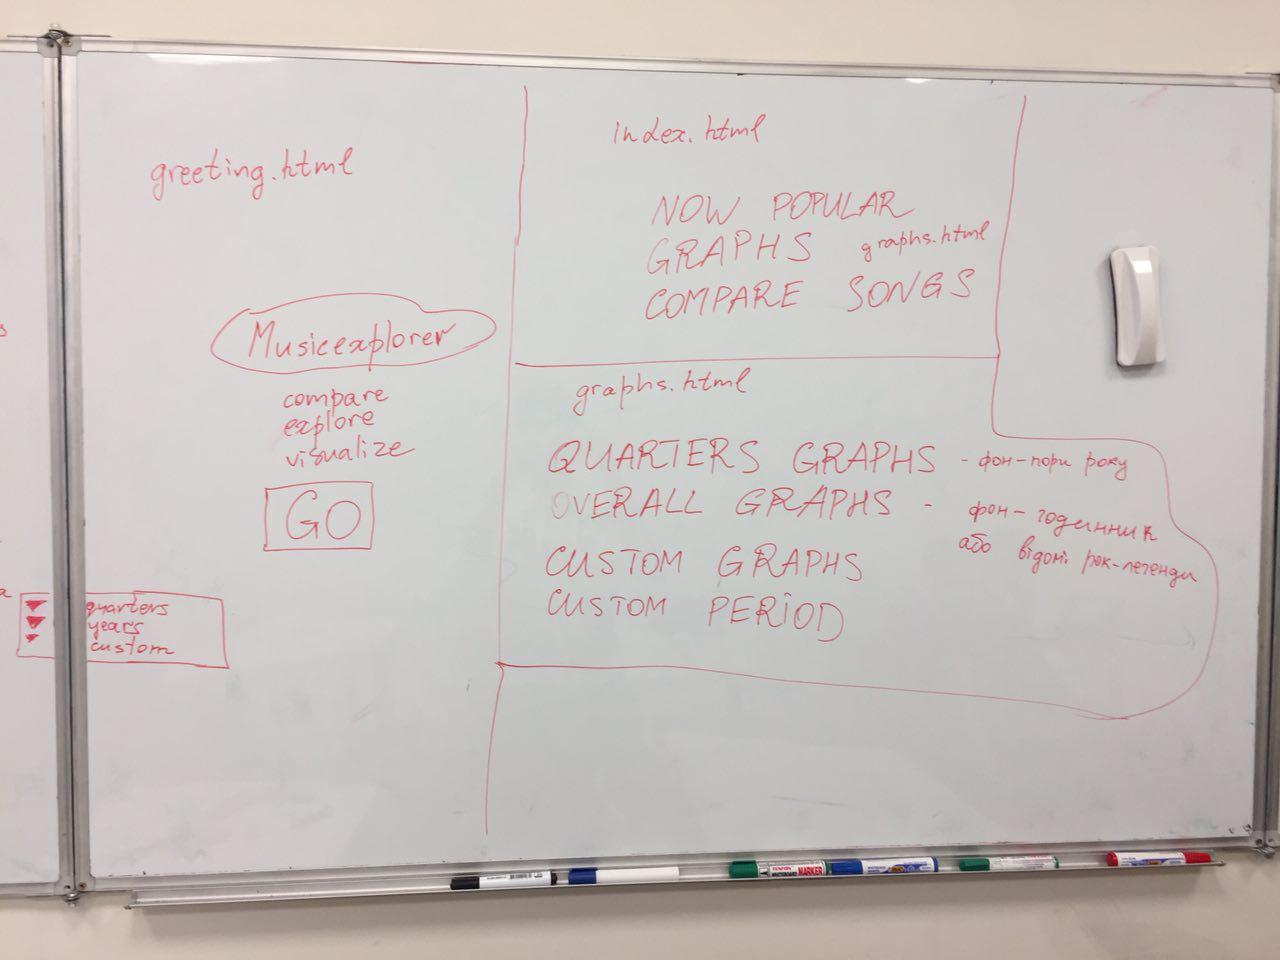 greeting.html
Musicexplorer
compare
explore
visualize
GO
quarters
years
custom
index.html
NOW POPULAR
GRAPHS graphs.html
COMPARE SONGS
graphs.html
QUARTERS GRAPHS - фон-пори року
OVERALL GRAPHS - фон-годинник
або відомі рок-легенди
CUSTOM GRAPHS
CUSTOM PERIOD
MARKER